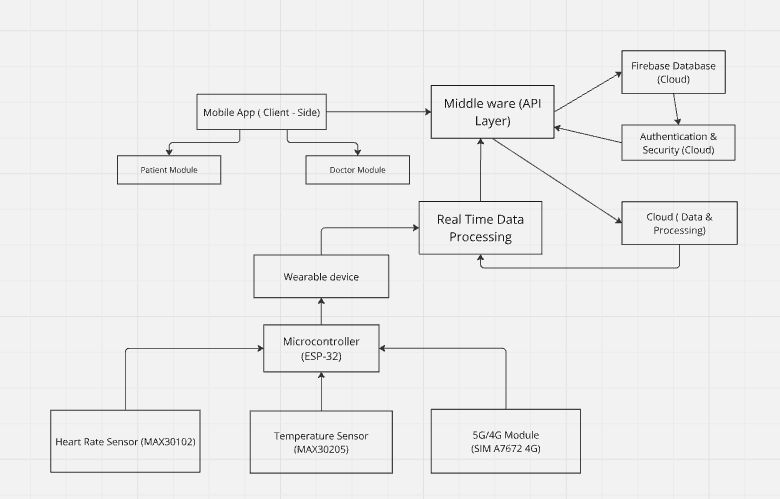 Firebase Database
(Cloud)
Mobile App ( Client - Side)
Middle ware (API
Layer)
Authentication &
Security (Cloud)
Patient Module
Doctor Module
Real Time Data
Processing
Cloud ( Data &
Processing)
Wearable device
Microcontroller
(ESP-32)
Heart Rate Sensor (MAX30102)
Temperature Sensor
(MAX30205)
5G/4G Module
(SIM A7672 4G)